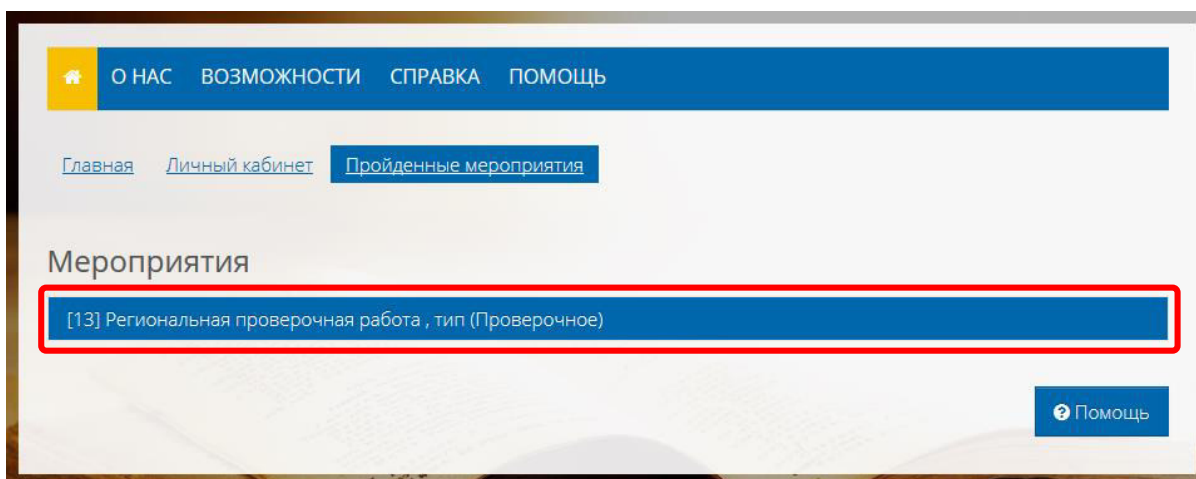 О НАС ВОЗМОЖНОСТИ СПРАВКА ПОМОЩЬ
Главная Личный кабинет Пройденные мероприятия
Мероприятия
[13] Региональная проверочная работа , тип (Проверочное)
Помощь